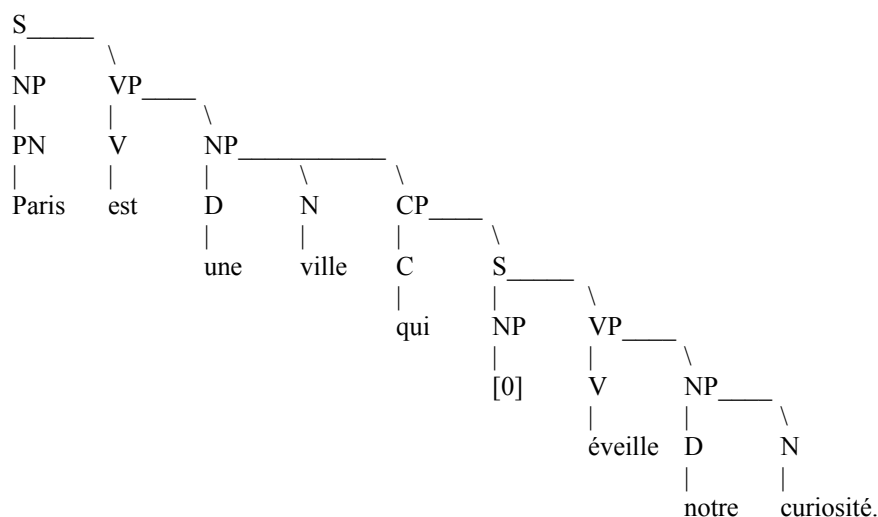 S
NP VP
PN V NP
Paris est D N CP
une ville C S
qui NP VP
[0] V NP
éveille D N
notre curiosité.